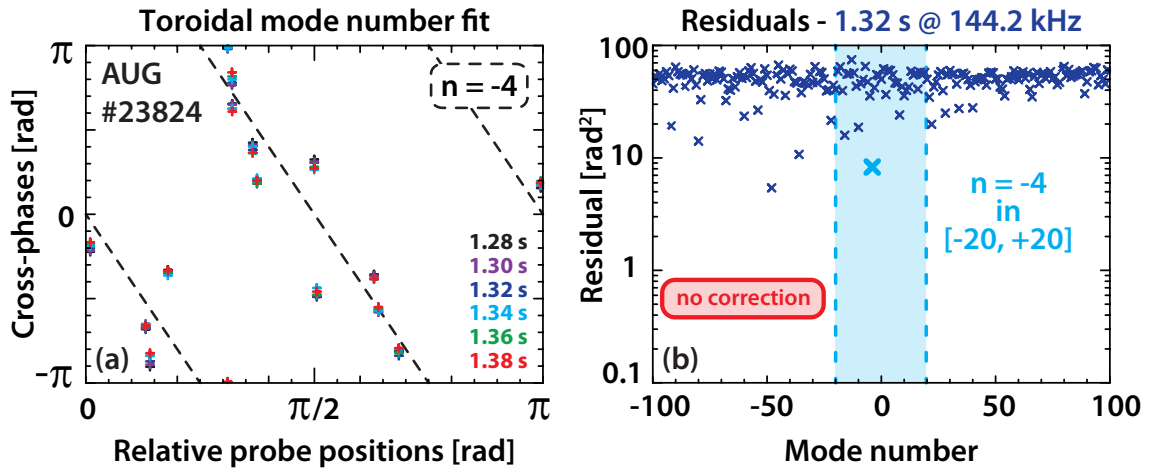 Toroidal mode number fit
π
AUG
#23824
n = -4
Cross-phases [rad]
0
1.28 s
1.30 s
1.32 s
1.34 s
1.36 s
1.38 s
(a)
-π
0
π/2
π
Relative probe positions [rad]
Residuals - 1.32 s @ 144.2 kHz
100
Residual [rad²]
10
n = -4
in
[-20, +20]
1
no correction
(b)
0.1
-100
-50
0
50
100
Mode number